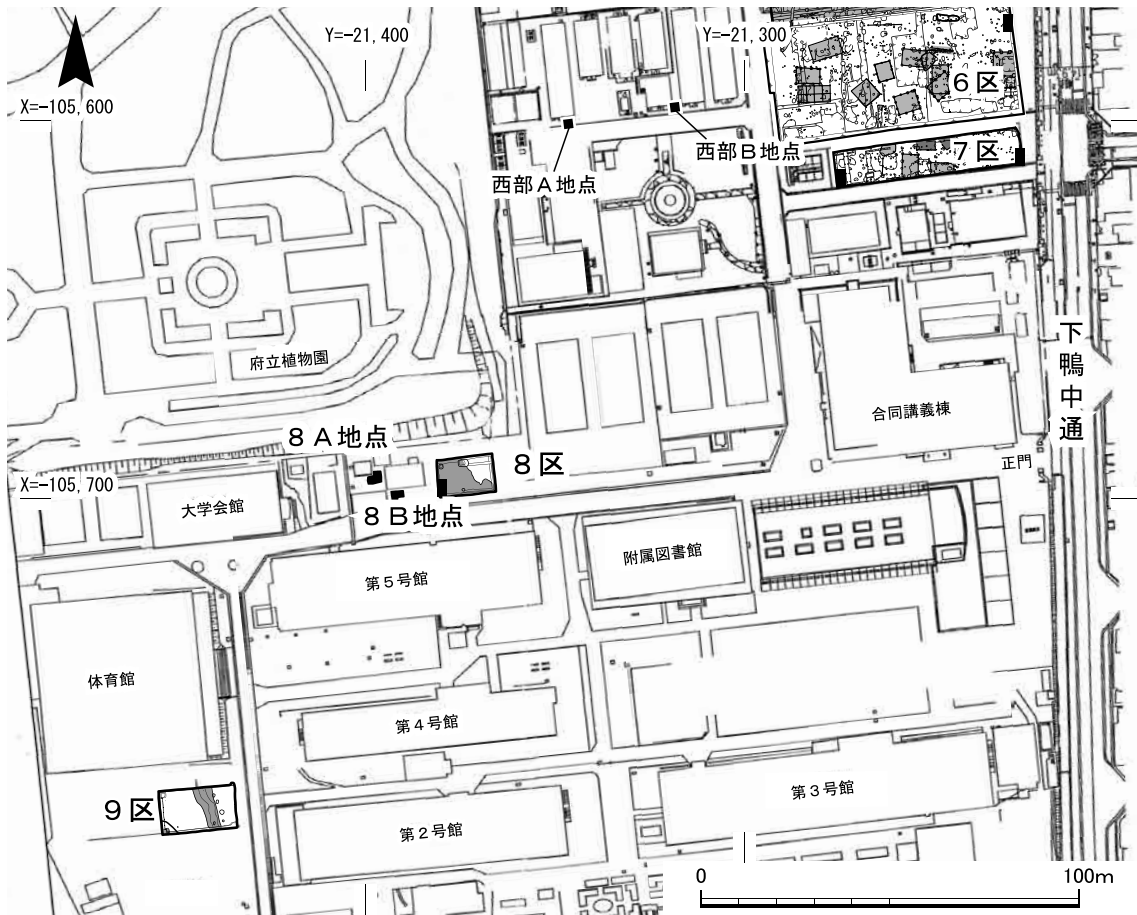 Y=-21,400
Y=-21,300
X=-105,600
6区
7区
西部B地点
西部A地点
府立植物園
下鴨中通
合同講義棟
8A地点
8区
正門
X=-105,700
大学会館
8B地点
附属図書館
第5号館
体育館
第4号館
第3号館
9区
第2号館
0
100m